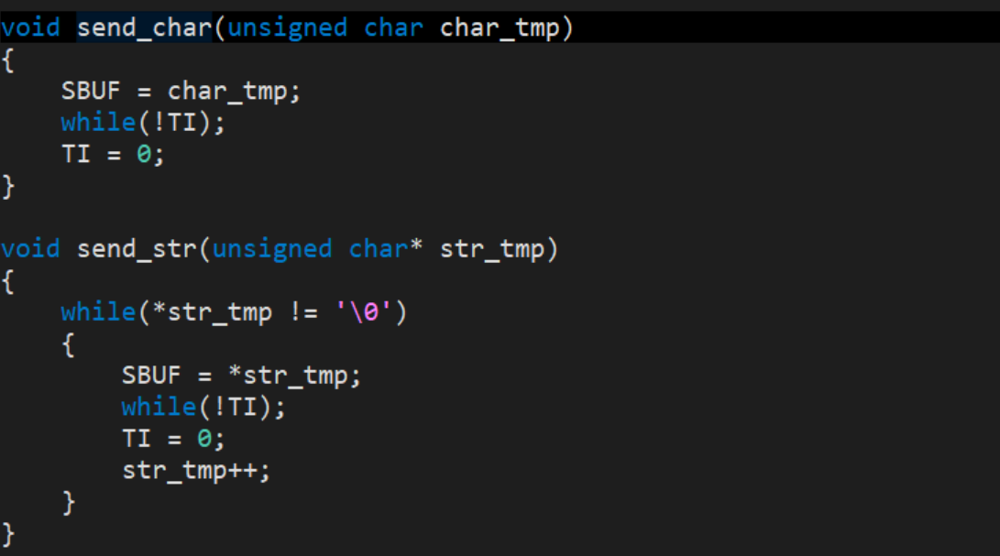 void send_char(unsigned char char_tmp)
{
    SBUF = char_tmp;
    while(!TI);
    TI = 0;
}

void send_str(unsigned char* str_tmp)
{
    while(*str_tmp != '\0')
    {
        SBUF = *str_tmp;
        while(!TI);
        TI = 0;
        str_tmp++;
    }
}